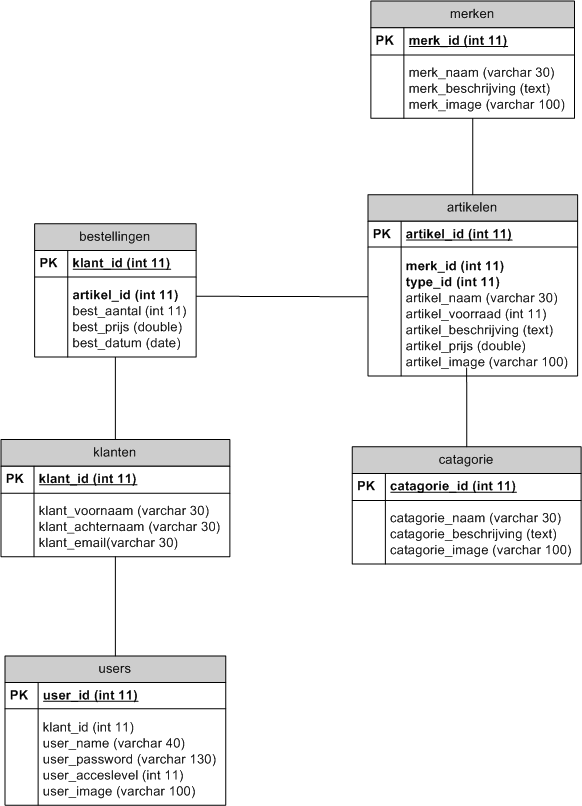 merken
PK merk_id (int 11)
merk_naam (varchar 30)
merk_beschrijving (text)
merk_image (varchar 100)
artikelen
PK artikel_id (int 11)
merk_id (int 11)
type_id (int 11)
artikel_naam (varchar 30)
artikel_voorraad (int 11)
artikel_beschrijving (text)
artikel_prijs (double)
artikel_image (varchar 100)
bestellingen
PK klant_id (int 11)
artikel_id (int 11)
best_aantal (int 11)
best_prijs (double)
best_datum (date)
klanten
PK klant_id (int 11)
klant_voornaam (varchar 30)
klant_achternaam (varchar 30)
klant_email(varchar 30)
catagorie
PK catagorie_id (int 11)
catagorie_naam (varchar 30)
catagorie_beschrijving (text)
catagorie_image (varchar 100)
users
PK user_id (int 11)
klant_id (int 11)
user_name (varchar 40)
user_password (varchar 130)
user_acceslevel (int 11)
user_image (varchar 100)